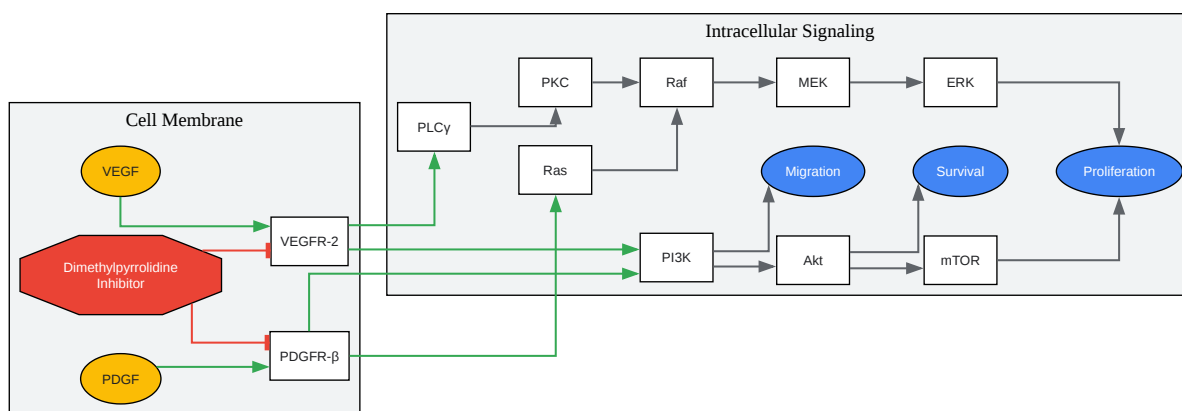 Intracellular Signaling
PKC
Raf
MEK
ERK
Cell Membrane
PLCγ
VEGF
Ras
Migration
Survival
Proliferation
VEGFR-2
Dimethylpyrrolidine
Inhibitor
PI3K
Akt
mTOR
PDGFR-β
PDGF